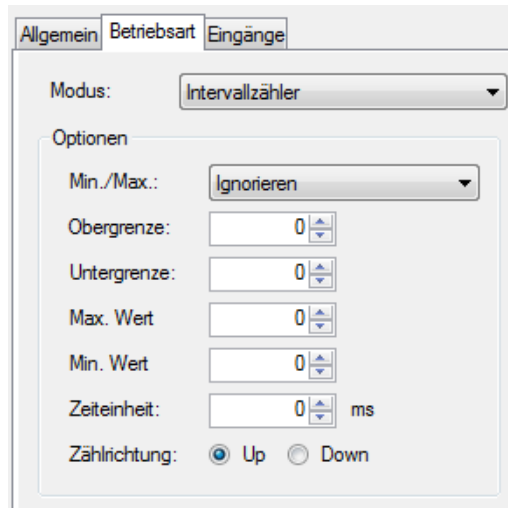 Allgemein Betriebsart Eingänge
Modus: Intervallzähler
Optionen
Min./Max.: Ignorieren
Obergrenze: 0
Untergrenze: 0
Max. Wert 0
Min. Wert 0
Zeiteinheit: 0 ms
Zählrichtung: Up Down